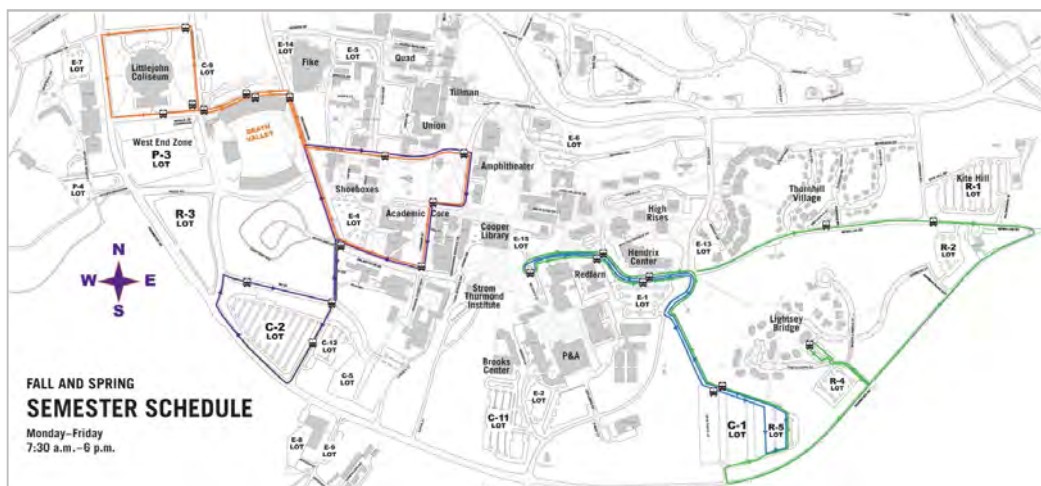 E-7
LOT
Littlejohn
Coliseum
C-9
LOT
E-14
LOT
Fike
E-5
LOT
Quad
Tillman
Union
DEATH
VALLEY
West End Zone
P-3
LOT
P-4
LOT
R-3
LOT
Shoeboxes
E-4
LOT
Academic Core
Amphitheater
E-6
LOT
Cooper
Library
High
Rises
Thornhill
Village
Kite Hill
R-1
LOT
R-2
LOT
E-13
LOT
E-15
LOT
Hendrix
Center
Redfern
E-1
LOT
Strom
Thurmond
Institute
Lightsey
Bridge
R-4
LOT
N
W E
S
C-2
LOT
C-12
LOT
C-5
LOT
Brooks
Center
P&A
E-2
LOT
C-11
LOT
C-1
LOT
R-5
LOT
E-8
LOT
E-9
LOT
FALL AND SPRING
SEMESTER SCHEDULE
Monday–Friday
7:30 a.m.–6 p.m.